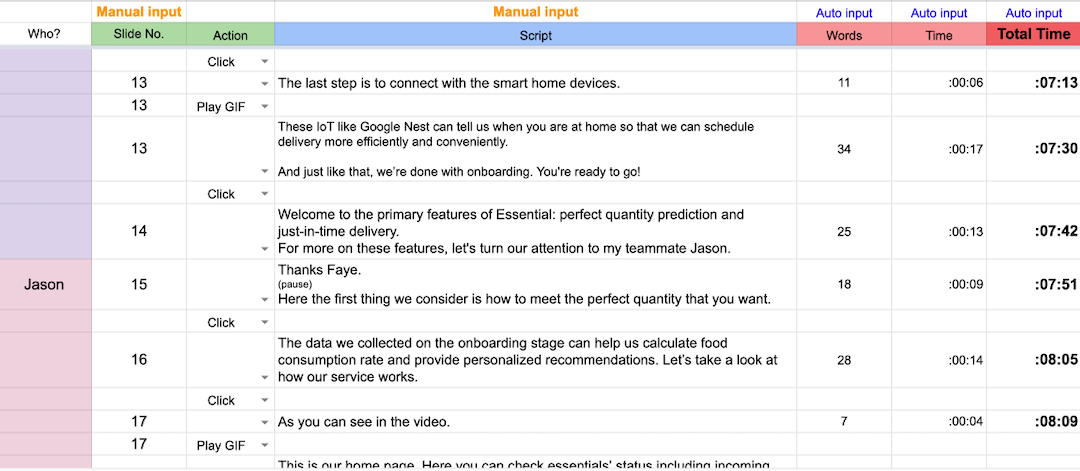 Manual input Manual input Auto input Auto input Auto input
Who? Slide No. Action Script Words Time Total Time
Click
13 The last step is to connect with the smart home devices. 11 :00:06 :07:13
13 Play GIF
These IoT like Google Nest can tell us when you are at home so that we can schedule
delivery more efficiently and conveniently.
13 34 :00:17 :07:30
And just like that, we're done with onboarding. You're ready to go!
Click
Welcome to the primary features of Essential: perfect quantity prediction and
14 just-in-time delivery. 25 :00:13 :07:42
For more on these features, let's turn our attention to my teammate Jason.
Thanks Faye.
Jason 15 (pause) 18 :00:09 :07:51
Here the first thing we consider is how to meet the perfect quantity that you want.
Click
The data we collected on the onboarding stage can help us calculate food
16 consumption rate and provide personalized recommendations. Let's take a look at 28 :00:14 :08:05
how our service works.
Click
17 As you can see in the video. 7 :00:04 :08:09
17 Play GIF
This is our home page. Here you can check essentials' status including incoming